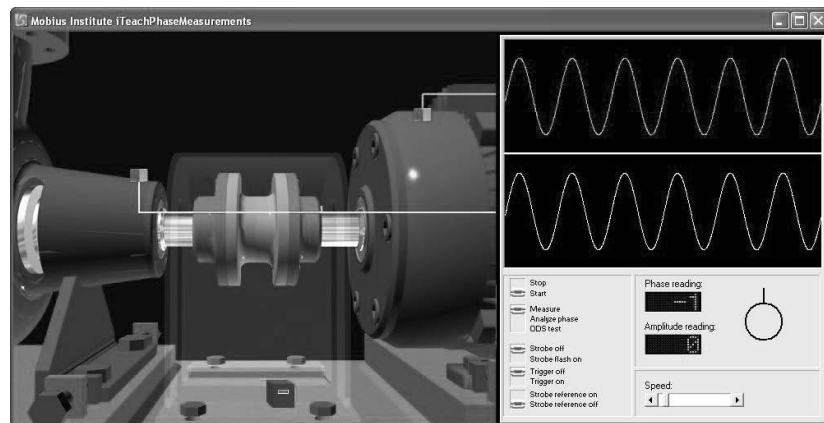 Mobius Institute iTeachPhaseMeasurements
Stop
Start
Measure
Analyze phase
ODS test
Strobe off
Strobe flash on
Trigger off
Trigger on
Strobe reference on
Strobe reference off
Phase reading:
Amplitude reading:
0
Speed: